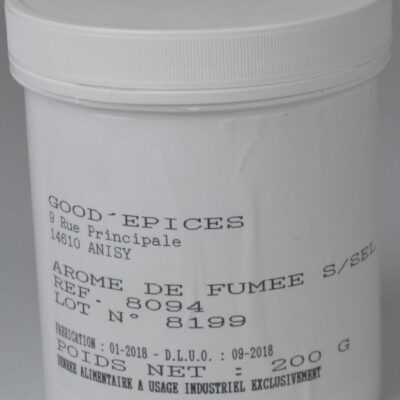 GOOD'EPICES
9 Rue Principale
14610 ANISY
AROME DE FUMEE S/SEL
REF. 8094
LOT N° 8199
FABRICATION : 01-2018 - D.L.U.O. : 09-2018
POIDS NET : 200 G
DENREE ALIMENTAIRE A USAGE INDUSTRIEL EXCLUSIVEMENT